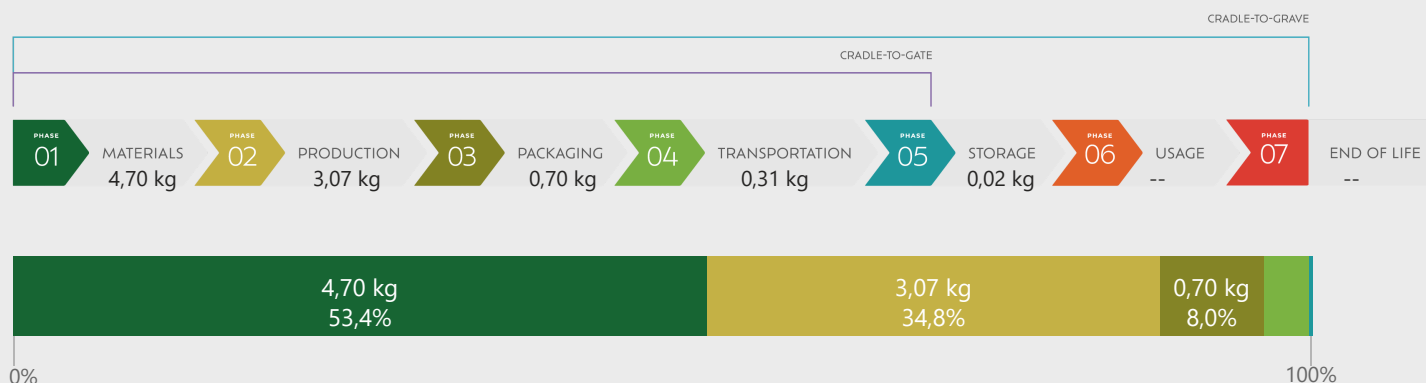 CRADLE-TO-GRAVE
CRADLE-TO-GATE
PHASE
01
MATERIALS
4,70 kg
PHASE
02
PRODUCTION
3,07 kg
PHASE
03
PACKAGING
0,70 kg
PHASE
04
TRANSPORTATION
0,31 kg
PHASE
05
STORAGE
0,02 kg
PHASE
06
USAGE
--
PHASE
07
END OF LIFE
--
4,70 kg
53,4%
3,07 kg
34,8%
0,70 kg
8,0%
0%
100%